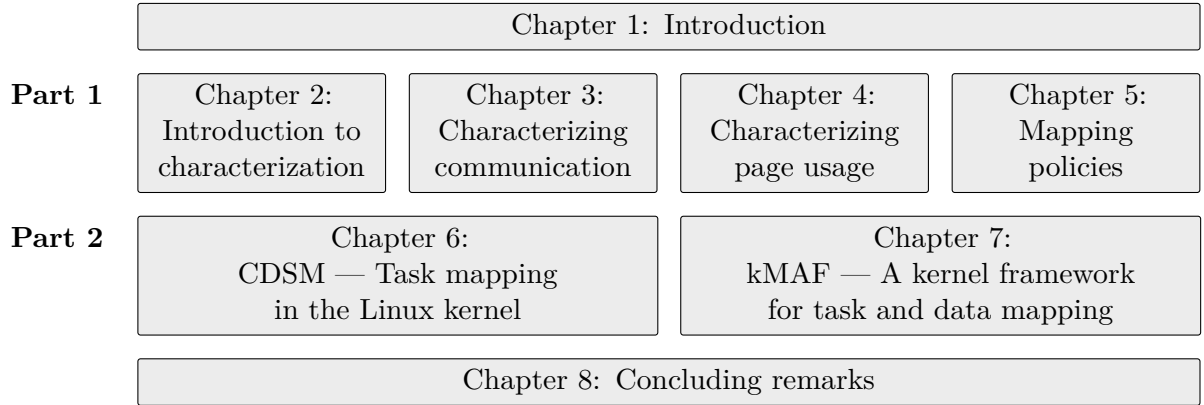 Chapter 1: Introduction
Part 1
Chapter 2:
Introduction to
characterization
Chapter 3:
Characterizing
communication
Chapter 4:
Characterizing
page usage
Chapter 5:
Mapping
policies
Part 2
Chapter 6:
CDSM — Task mapping
in the Linux kernel
Chapter 7:
kMAF — A kernel framework
for task and data mapping
Chapter 8: Concluding remarks